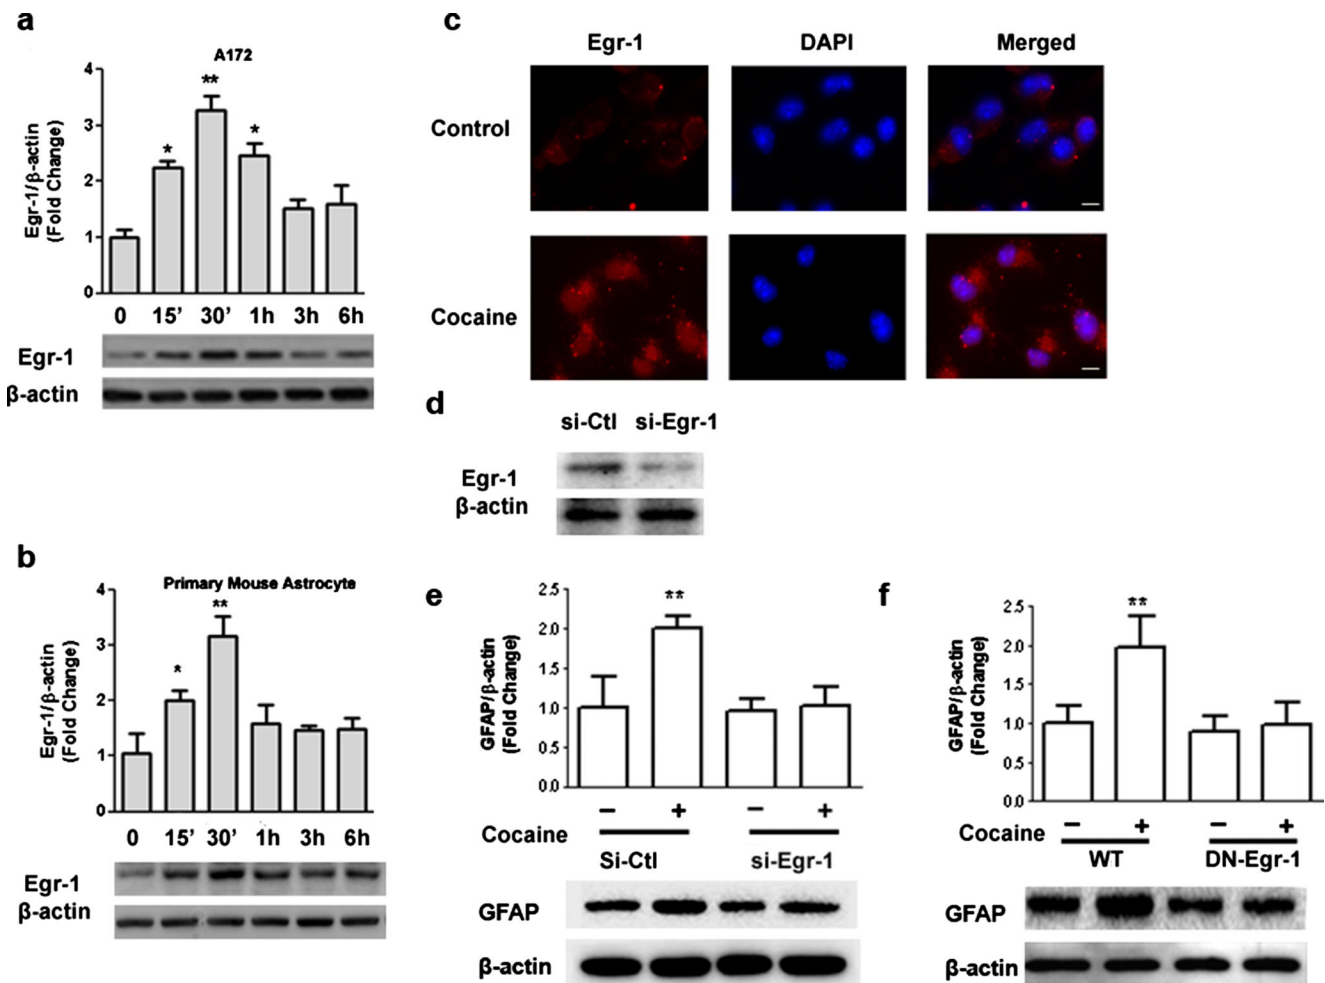 a
A172
Egr-1/β-actin
(Fold Change)
4
3
2
1
0
*
**
*
0 15' 30' 1h 3h 6h
Egr-1
β-actin
b
Primary Mouse Astrocyte
Egr-1/β-actin
(Fold Change)
4
3
2
1
0
*
**
0 15' 30' 1h 3h 6h
Egr-1
β-actin
c
Egr-1 DAPI Merged
Control
Cocaine
d
si-Ctl si-Egr-1
Egr-1
β-actin
e
GFAP/β-actin
(Fold Change)
2.5
2.0
1.5
1.0
0.5
0.0
**
Cocaine − + − +
Si-Ctl si-Egr-1
GFAP
β-actin
f
GFAP/β-actin
(Fold Change)
2.5
2.0
1.5
1.0
0.5
0.0
**
Cocaine − + − +
WT DN-Egr-1
GFAP
β-actin